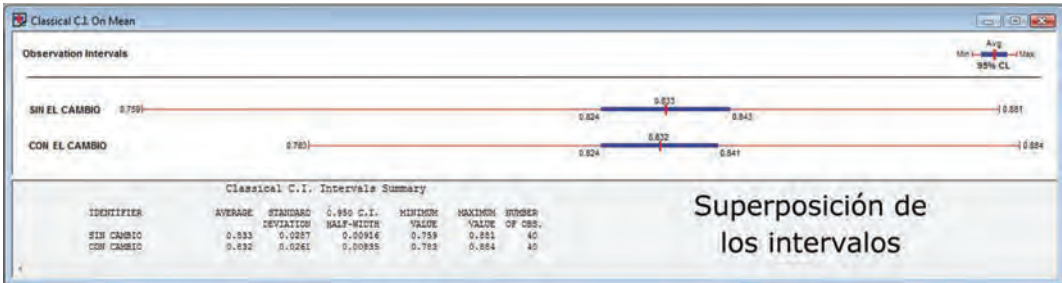 Classical C.I. On Mean
Observation Intervals
Avg
Min Max
95% CL
SIN EL CAMBIO 0.759 0.824 0.833 0.843 0.881
CON EL CAMBIO 0.783 0.824 0.832 0.841 0.884
Classical C.I. Intervals Summary
IDENTIFIER AVERAGE STANDARD 0.950 C.I. MINIMUM MAXIMUM NUMBER
DEVIATION HALF-WIDTH VALUE VALUE OF OBS.
SIN CAMBIO 0.833 0.0287 0.00916 0.759 0.881 40
CON CAMBIO 0.832 0.0261 0.00835 0.783 0.884 40
Superposición de
los intervalos